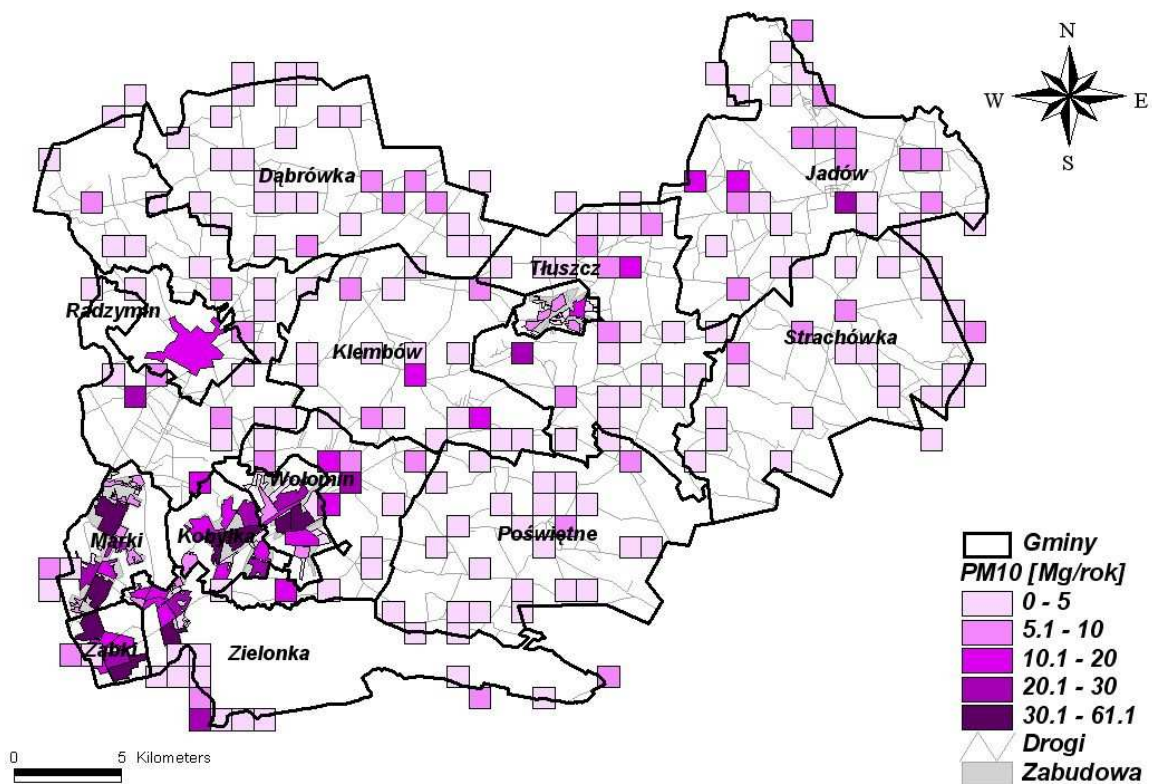 N
W E
S
Dąbrówka
Jadów
Tłuszcz
Radzymin
Strachówka
Klembów
Wołomin
Marki
Kobyłka
Poświętne
Ząbki
Zielonka
Gminy
PM10 [Mg/rok]
0 - 5
5.1 - 10
10.1 - 20
20.1 - 30
30.1 - 61.1
Drogi
Zabudowa
0 5 Kilometers